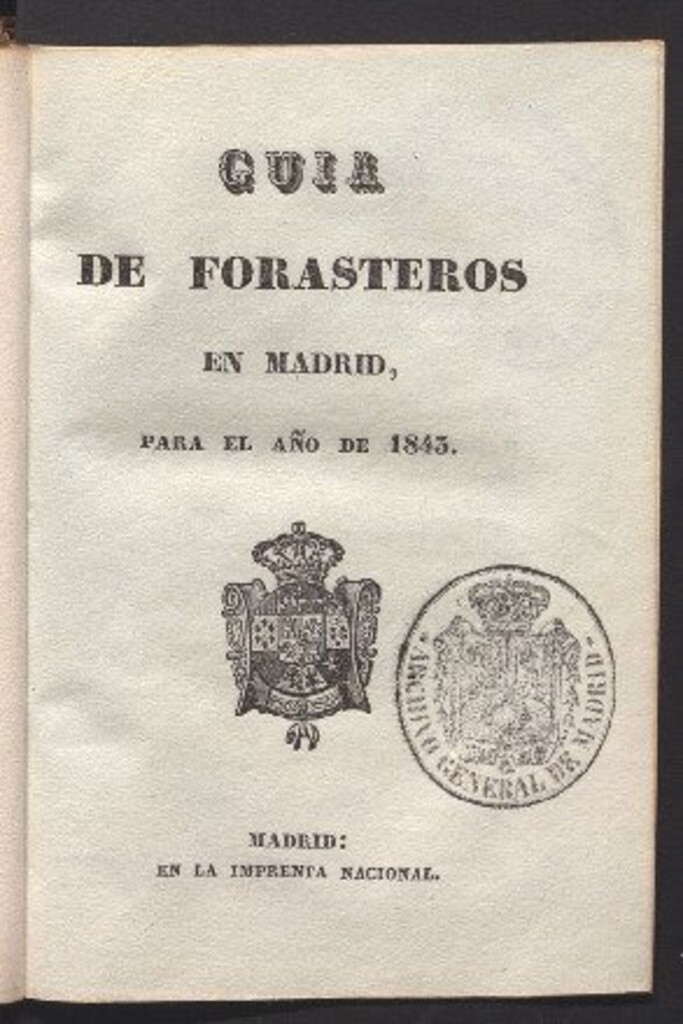 GUIA
DE FORASTEROS
EN MADRID,
PARA EL AÑO DE 1843.
ARCHIVO GENERAL DE MADRID
MADRID:
EN LA IMPRENTA NACIONAL.